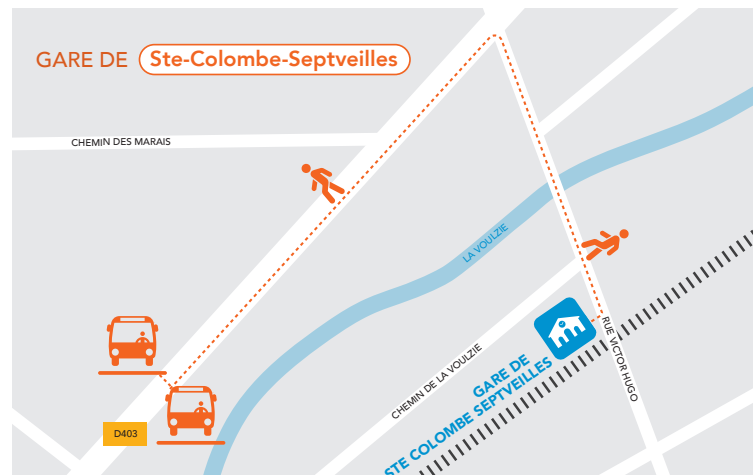 GARE DE Ste-Colombe-Septveilles
CHEMIN DES MARAIS
LA VOULZIE
RUE VICTOR HUGO
CHEMIN DE LA VOULZIE
GARE DE
STE COLOMBE SEPTVEILLES
D403